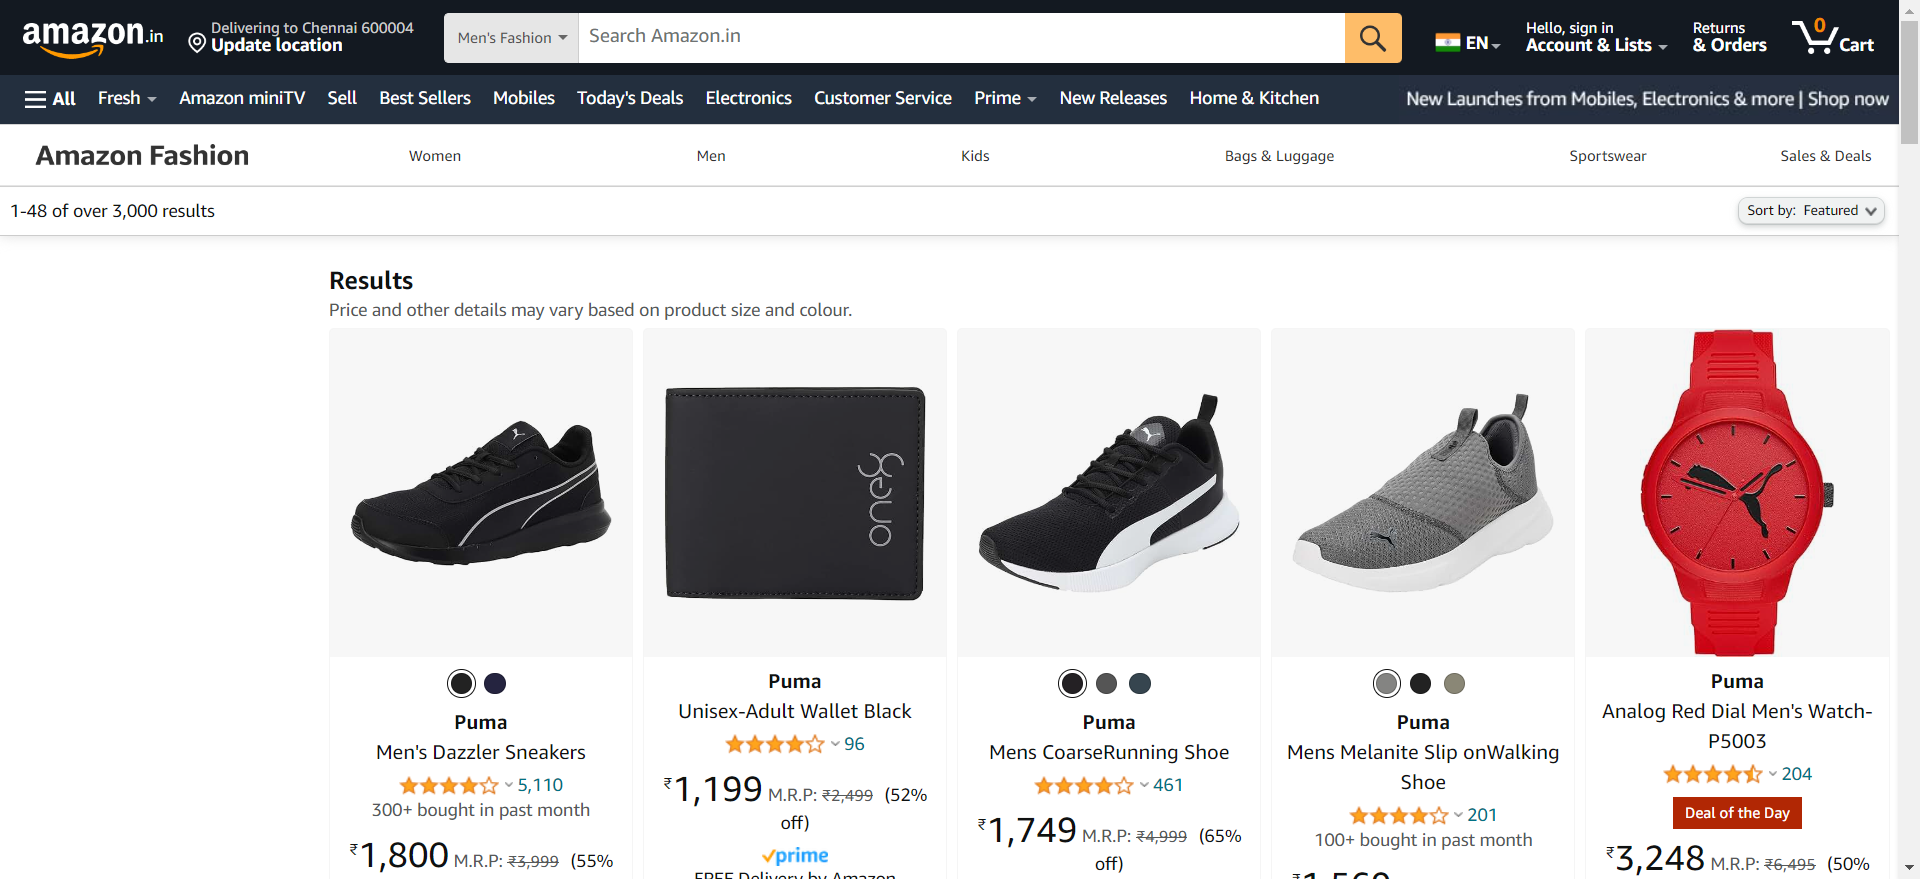 amazon.in
Delivering to Chennai 600004
Update location
Men's Fashion
Search Amazon.in
EN
Hello, sign in
Account & Lists
Returns
& Orders
0
Cart
All
Fresh
Amazon miniTV
Sell
Best Sellers
Mobiles
Today's Deals
Electronics
Customer Service
Prime
New Releases
Home & Kitchen
New Launches from Mobiles, Electronics & more | Shop now
Amazon Fashion
Women
Men
Kids
Bags & Luggage
Sportswear
Sales & Deals
1-48 of over 3,000 results
Sort by: Featured
Results
Price and other details may vary based on product size and colour.
one8
Puma
Men's Dazzler Sneakers
5,110
300+ bought in past month
₹1,800 M.R.P: ₹3,999 (55%
Puma
Unisex-Adult Wallet Black
96
₹1,199 M.R.P: ₹2,499 (52%
off)
prime
FREE Delivery by Amazon
Puma
Mens CoarseRunning Shoe
461
₹1,749 M.R.P: ₹4,999 (65%
off)
Puma
Mens Melanite Slip onWalking
Shoe
201
100+ bought in past month
Puma
Analog Red Dial Men's Watch-
P5003
204
Deal of the Day
₹3,248 M.R.P: ₹6,495 (50%